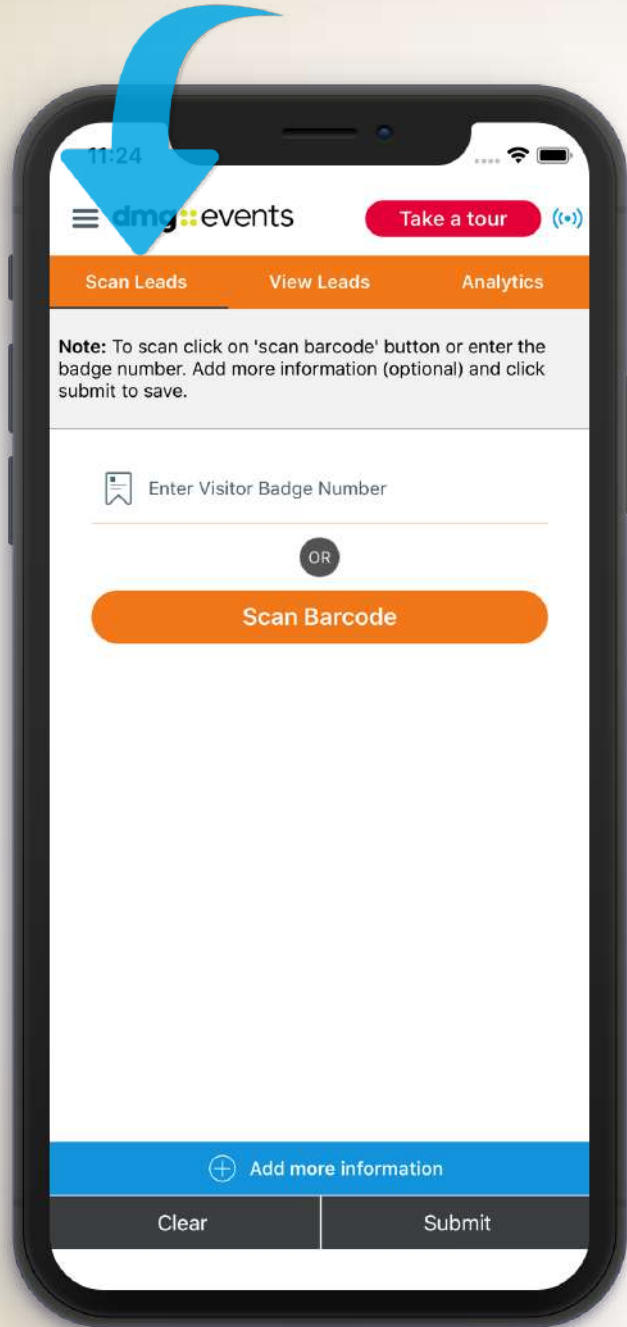 11:24
dmg::events
Take a tour
Scan Leads
View Leads
Analytics
Note: To scan click on 'scan barcode' button or enter the
badge number. Add more information (optional) and click
submit to save.
Enter Visitor Badge Number
OR
Scan Barcode
Add more information
Clear
Submit